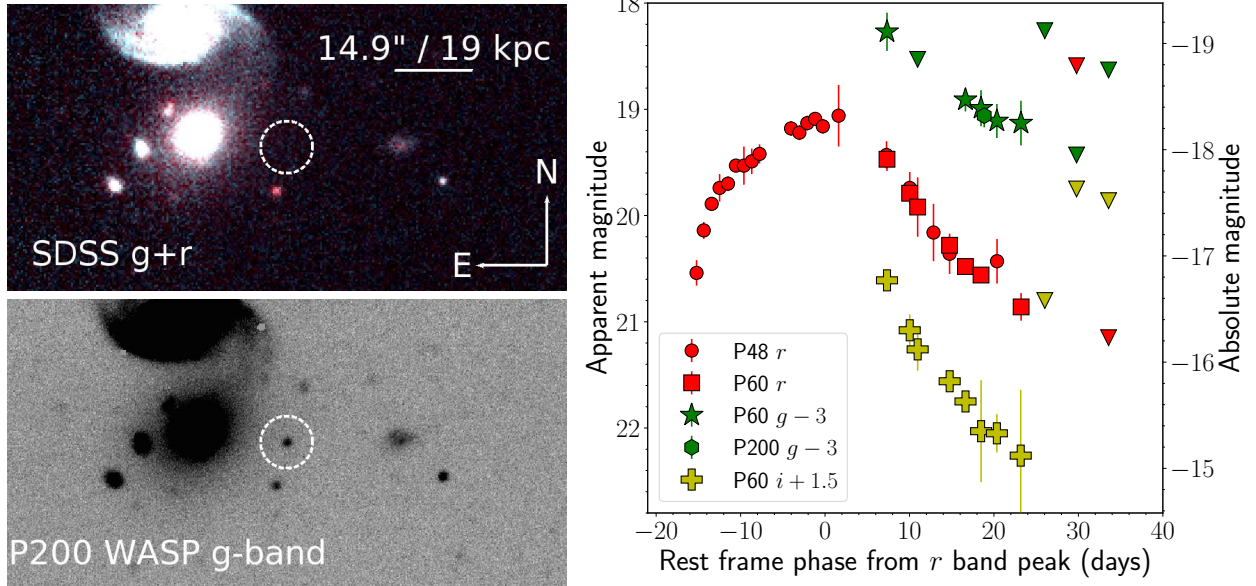 14.9" / 19 kpc
N
E
SDSS g+r
P200 WASP g-band
18
19
20
21
22
Apparent magnitude
−19
−18
−17
−16
−15
Absolute magnitude
P48 r
P60 r
P60 g − 3
P200 g − 3
P60 i + 1.5
−20 −10 0 10 20 30 40
Rest frame phase from r band peak (days)